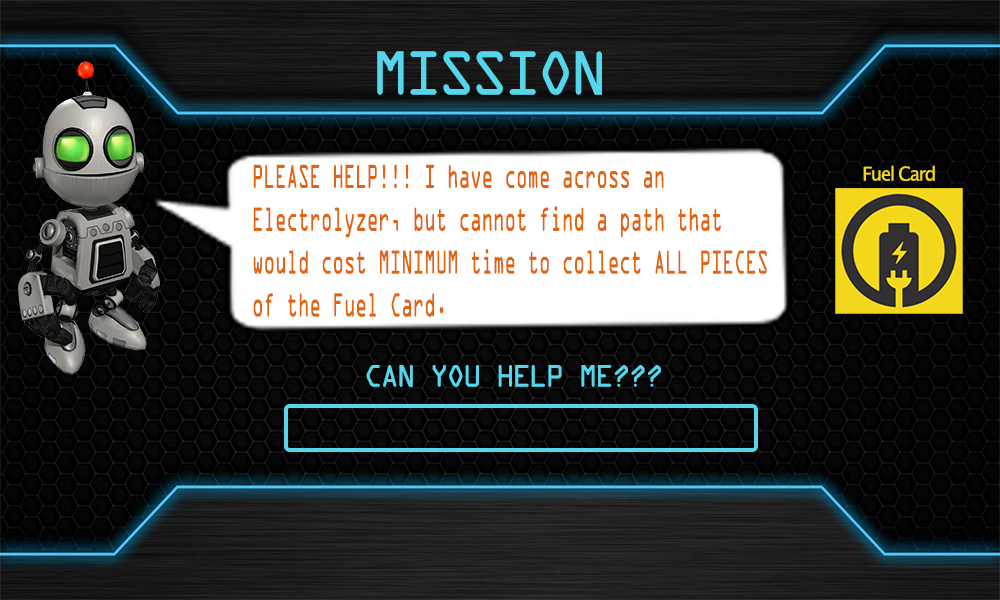 MISSION
PLEASE HELP!!! I have come across an
Electrolyzer, but cannot find a path that
would cost MINIMUM time to collect ALL PIECES
of the Fuel Card.
Fuel Card
CAN YOU HELP ME???